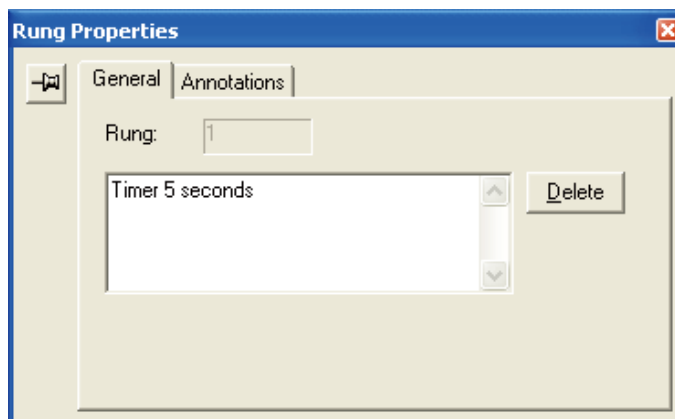 Rung Properties
General Annotations
Rung: 1
Timer 5 seconds
Delete